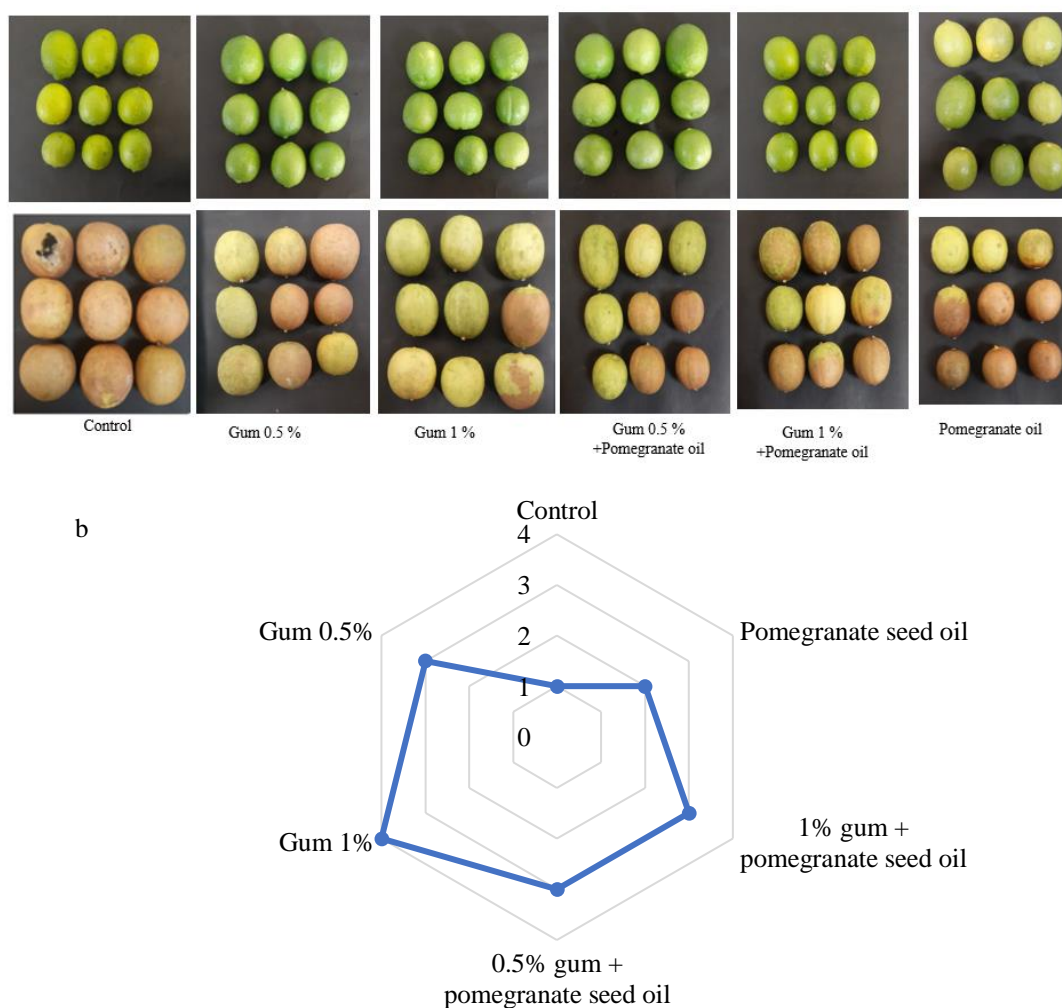 Control
Gum 0.5 %
Gum 1 %
Gum 0.5 %
+Pomegranate oil
Gum 1 %
+Pomegranate oil
Pomegranate oil
b
Control
4
3
2
1
0
Pomegranate seed oil
1% gum +
pomegranate seed oil
0.5% gum +
pomegranate seed oil
Gum 1%
Gum 0.5%